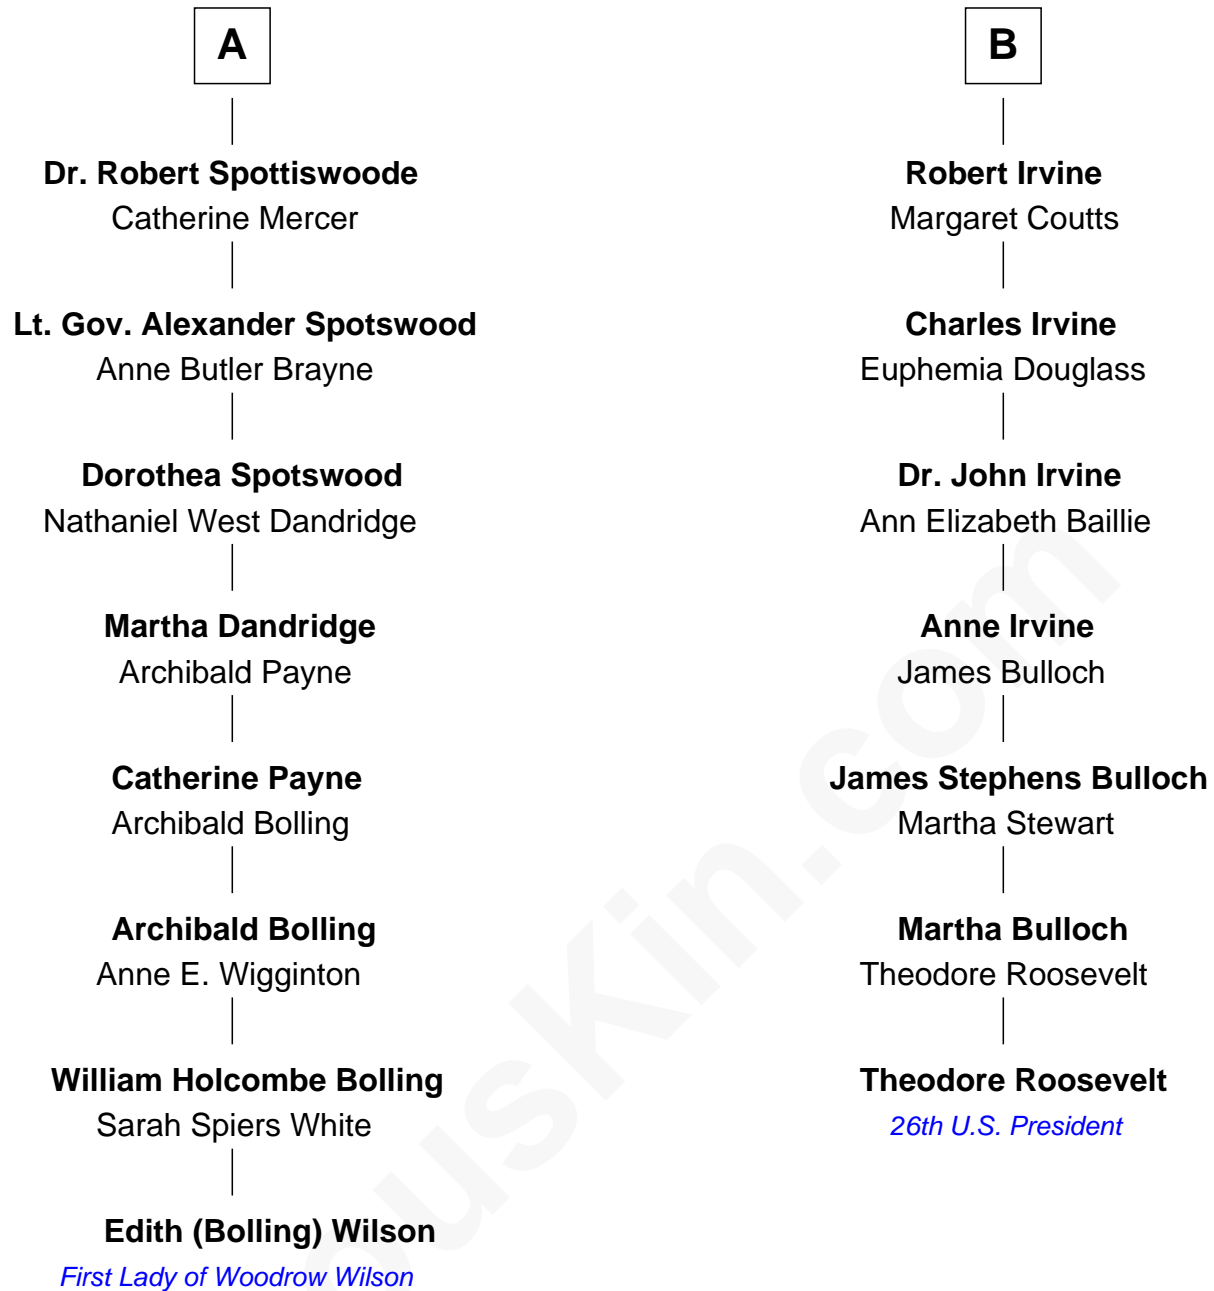 A
Dr. Robert Spottiswoode
Catherine Mercer
Lt. Gov. Alexander Spotswood
Anne Butler Brayne
Dorothea Spotswood
Nathaniel West Dandridge
Martha Dandridge
Archibald Payne
Catherine Payne
Archibald Bolling
Archibald Bolling
Anne E. Wigginton
William Holcombe Bolling
Sarah Spiers White
Edith (Bolling) Wilson
First Lady of Woodrow Wilson
B
Robert Irvine
Margaret Coutts
Charles Irvine
Euphemia Douglass
Dr. John Irvine
Ann Elizabeth Baillie
Anne Irvine
James Bulloch
James Stephens Bulloch
Martha Stewart
Martha Bulloch
Theodore Roosevelt
Theodore Roosevelt
26th U.S. President
ousKin.com